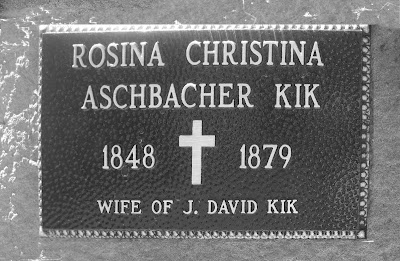 ROSINA CHRISTINA
ASCHBACHER KIK
1848 1879
WIFE OF J. DAVID KIK